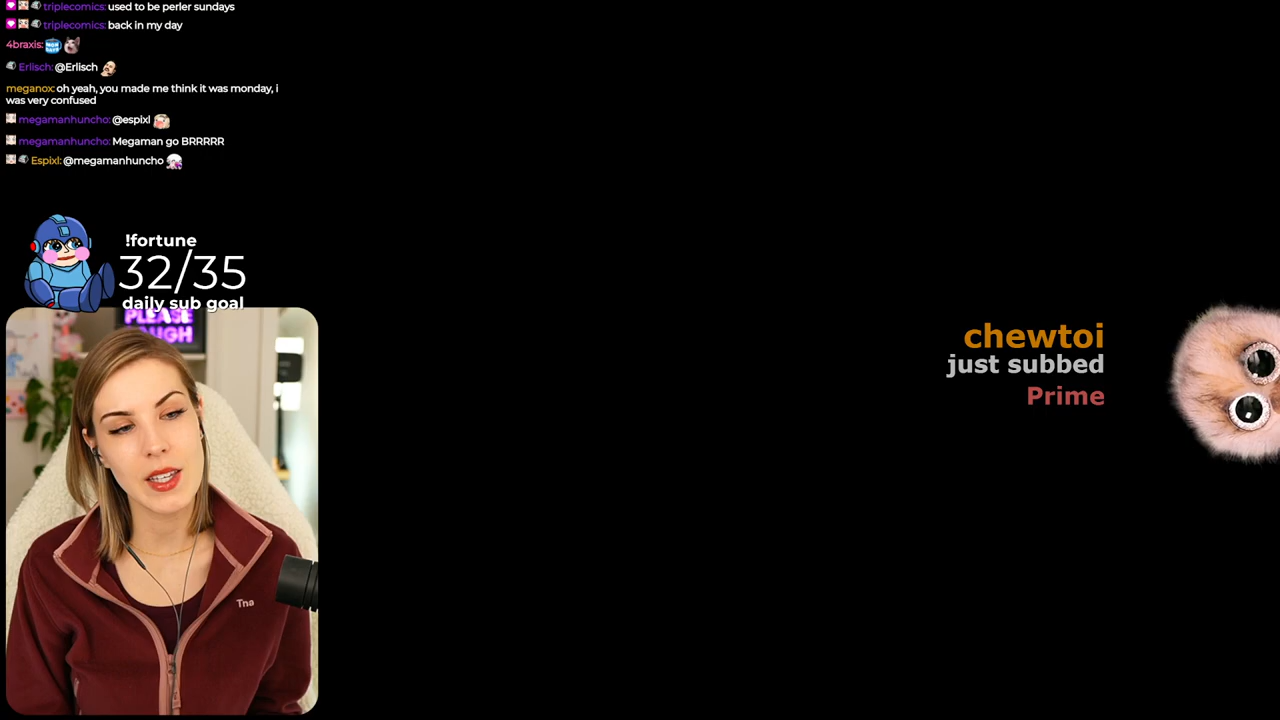 triplecomics: used to be perler sundays
triplecomics: back in my day
4braxis:
Erlisch: @Erlisch
meganox: oh yeah, you made me think it was monday, i
was very confused
megamanhuncho: @espixl
megamanhuncho: Megaman go BRRRRR
Espixl: @megamanhuncho
!fortune
32/35
daily sub goal
PLEASE
chewtoi
just subbed
Prime
Tna